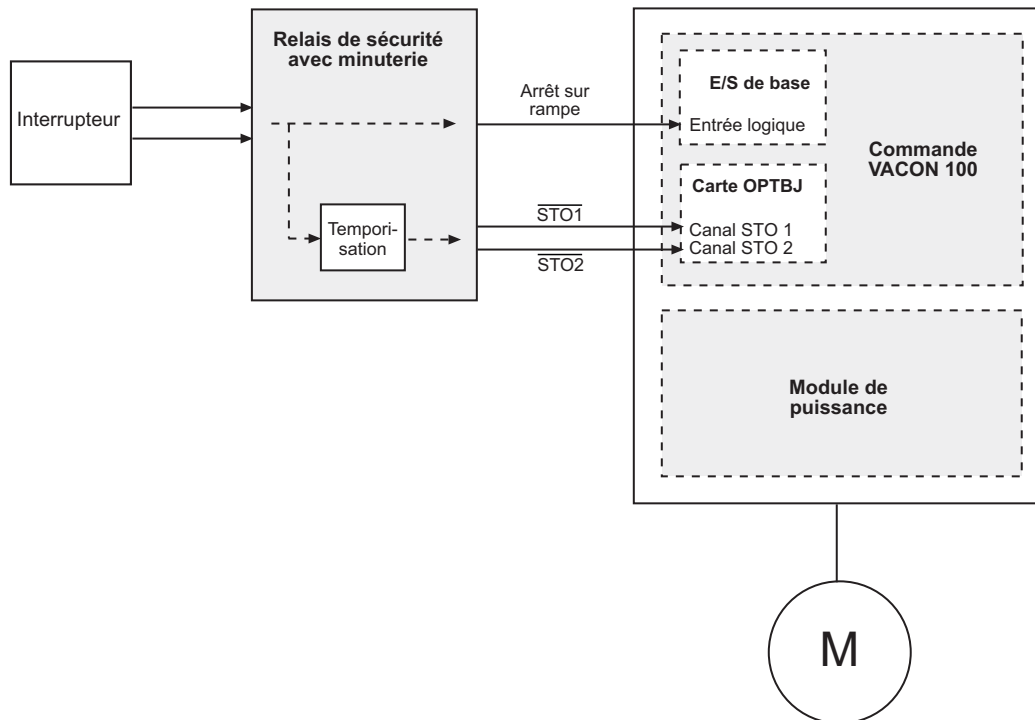 Interrupteur
Relais de sécurité
avec minuterie
Tempori-
sation
Arrêt sur
rampe
STO1
STO2
E/S de base
Entrée logique
Carte OPTBJ
Canal STO 1
Canal STO 2
Commande
VACON 100
Module de
puissance
M